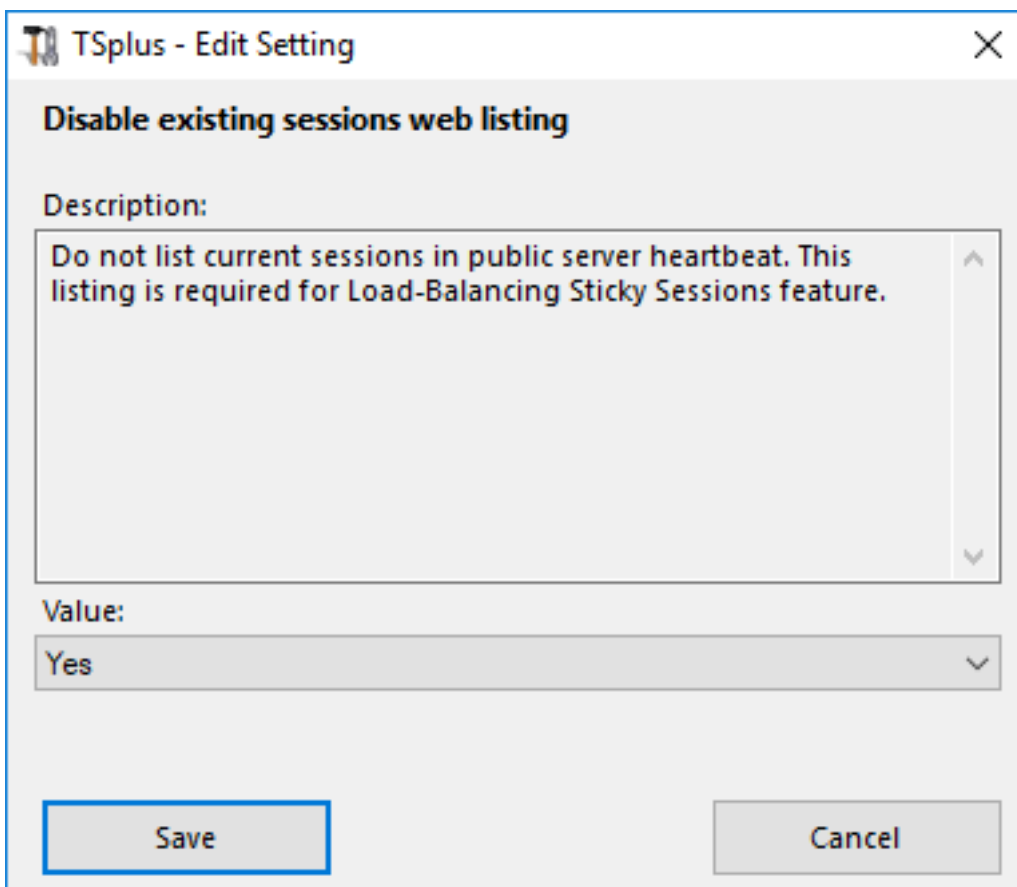 TSplus - Edit Setting
Disable existing sessions web listing
Description:
Do not list current sessions in public server heartbeat. This
listing is required for Load-Balancing Sticky Sessions feature.
Value:
Yes
Save
Cancel